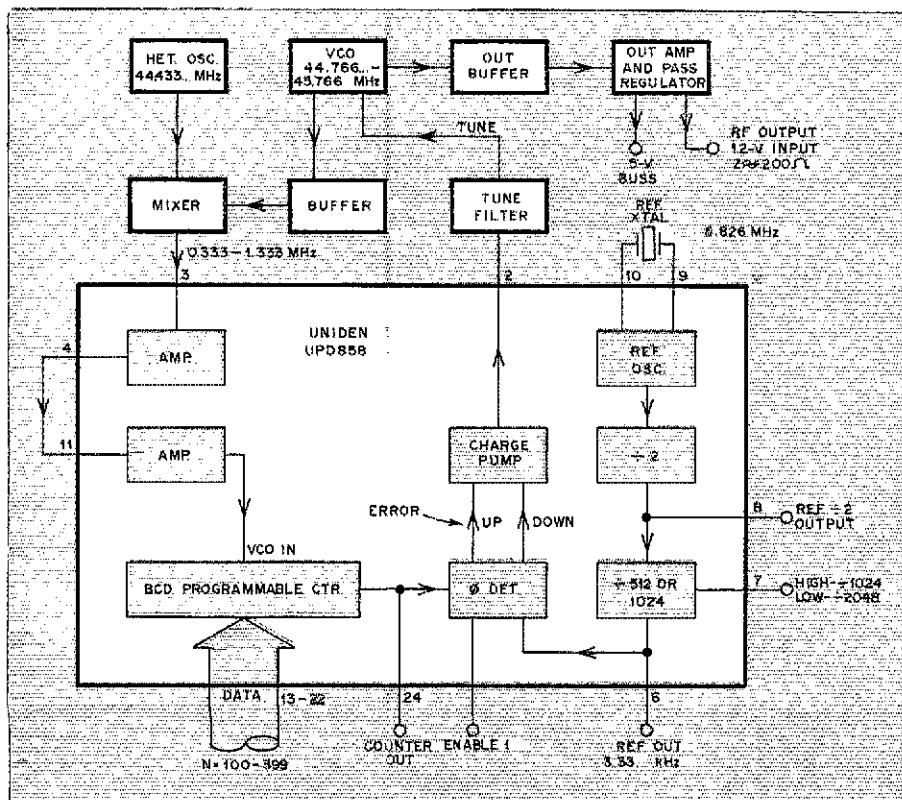 HET. OSC.
44.433... MHz
VCO
44.766... –
45.766 MHz
OUT
BUFFER
OUT AMP
AND PASS
REGULATOR
TUNE
5-V
BUSS
RF OUTPUT
12-V INPUT
MIXER
BUFFER
TUNE
FILTER
REF.
XTAL
6.826 MHz
0.333–1.333 MHz
3
2
10
9
UNIDEN
UPD858
4
AMP.
REF.
OSC.
11
AMP.
CHARGE
PUMP
÷ 2
ERROR
UP
DOWN
8
REF ÷2
OUTPUT
VCO IN
BCD PROGRAMMABLE CTR.
Ø DET.
÷512 OR
1024
7
HIGH-÷1024
LOW-÷2048
DATA
13-22
24
6
N=100-399
COUNTER
OUT
ENABLE 1
REF OUT
3.33... KHz